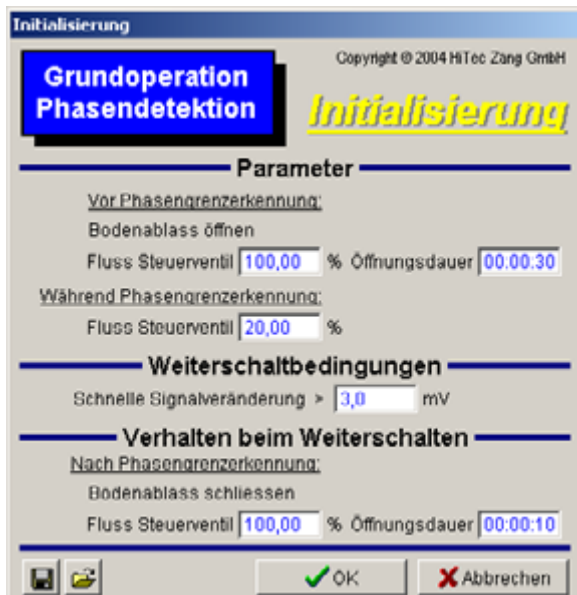 Initialisierung
Grundoperation
Phasendetektion
Copyright © 2004 HiTec Zang GmbH
Initialisierung
Parameter
Vor Phasengrenzerkennung:
Bodenablass öffnen
Fluss Steuerventil 100,00 % Öffnungsdauer 00:00:30
Während Phasengrenzerkennung:
Fluss Steuerventil 20,00 %
Weiterschaltbedingungen
Schnelle Signalveränderung > 3,0 mV
Verhalten beim Weiterschalten
Nach Phasengrenzerkennung:
Bodenablass schliessen
Fluss Steuerventil 100,00 % Öffnungsdauer 00:00:10
OK Abbrechen